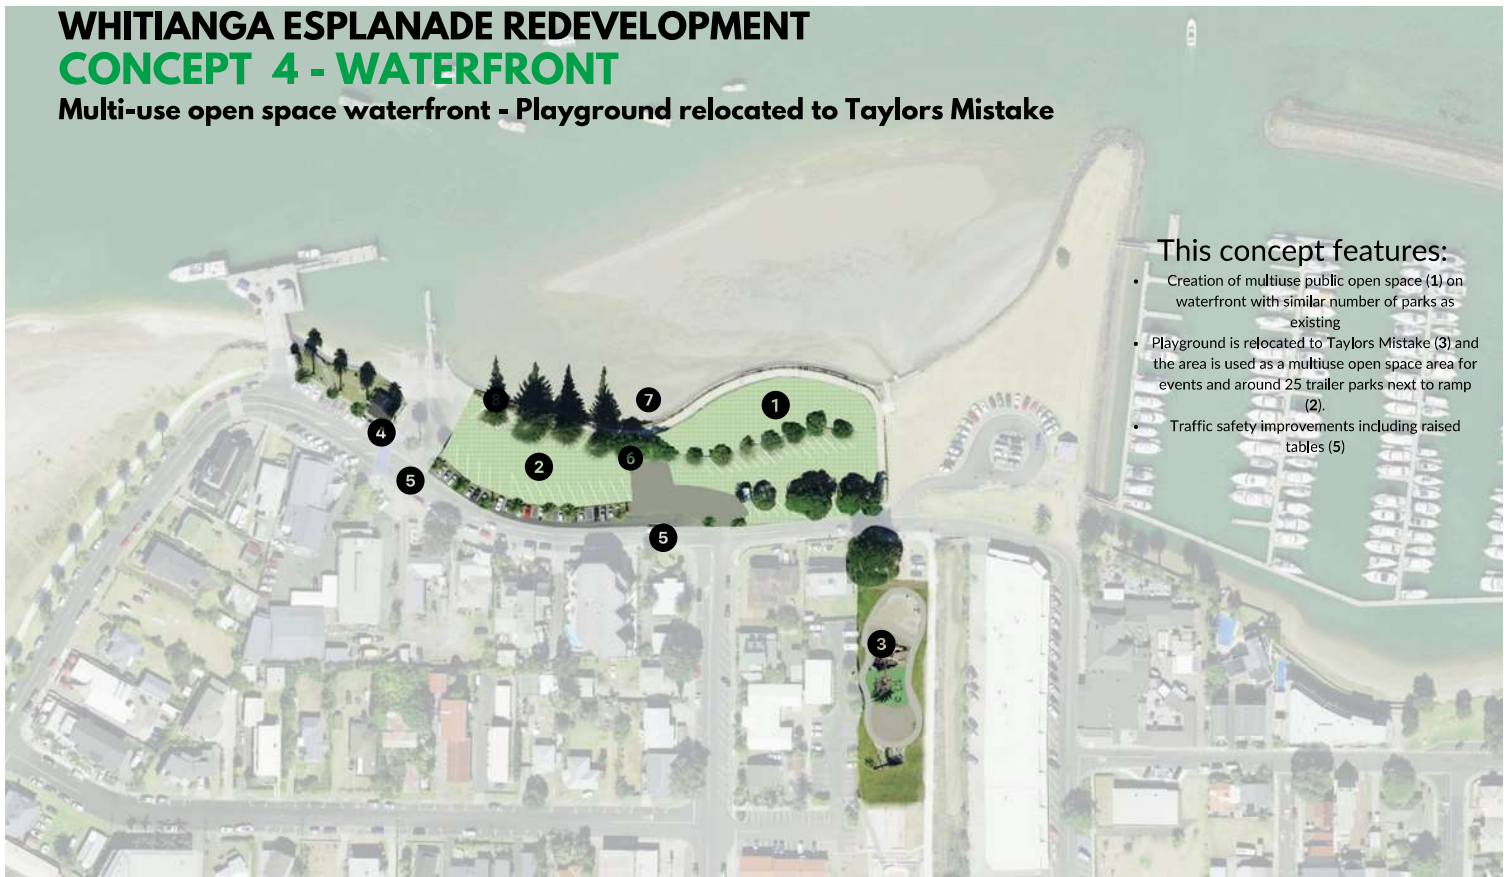 WHITIANGA ESPLANADE REDEVELOPMENT
CONCEPT 4 - WATERFRONT
Multi-use open space waterfront - Playground relocated to Taylors Mistake
This concept features:
• Creation of multiuse public open space (1) on
waterfront with similar number of parks as
existing
• Playground is relocated to Taylors Mistake (3) and
the area is used as a multiuse open space area for
events and around 25 trailer parks next to ramp
(2).
• Traffic safety improvements including raised
tables (5)
8
7
1
4
6
2
5
5
3